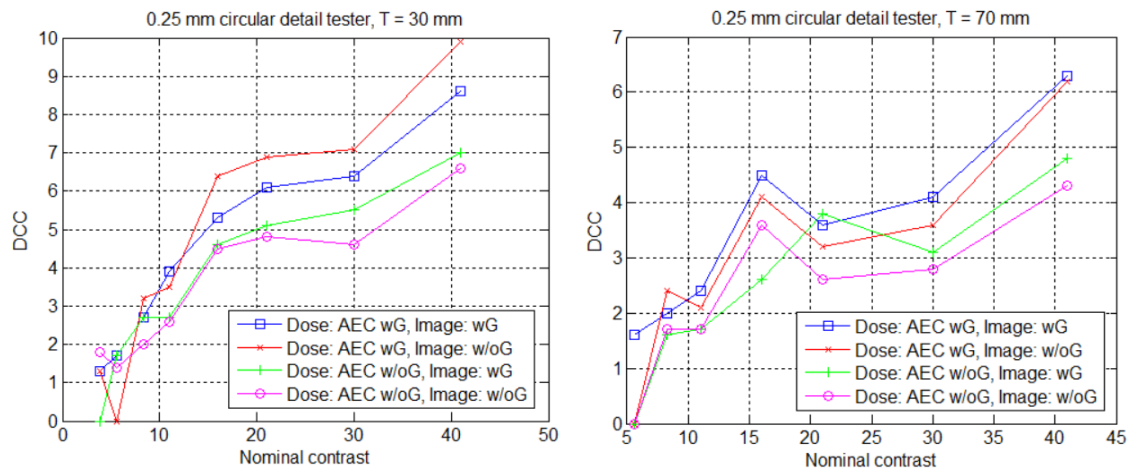 0.25 mm circular detail tester, T = 30 mm
10
9
8
7
6
5
4
3
2
1
0
DCC
0 10 20 30 40 50
Nominal contrast
Dose: AEC wG, Image: wG
Dose: AEC wG, Image: w/oG
Dose: AEC w/oG, Image: wG
Dose: AEC w/oG, Image: w/oG
0.25 mm circular detail tester, T = 70 mm
7
6
5
4
3
2
1
0
DCC
5 10 15 20 25 30 35 40 45
Nominal contrast
Dose: AEC wG, Image: wG
Dose: AEC wG, Image: w/oG
Dose: AEC w/oG, Image: wG
Dose: AEC w/oG, Image: w/oG